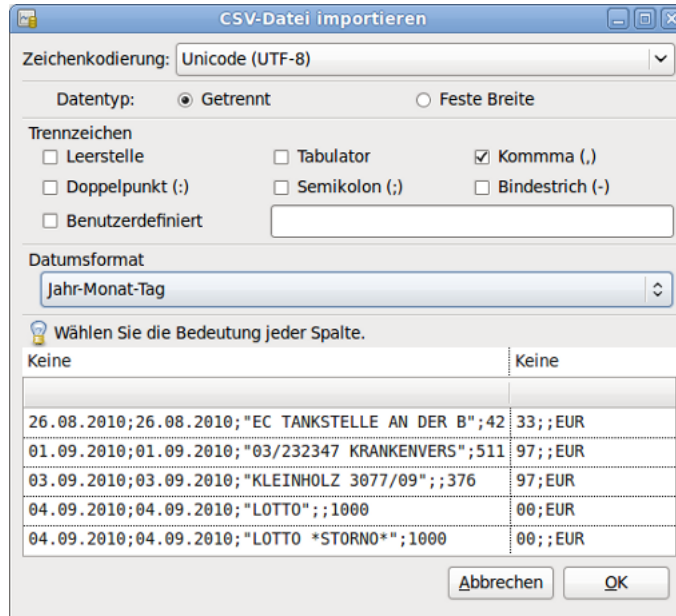 CSV-Datei importieren
Zeichenkodierung: Unicode (UTF-8)
Datentyp: Getrennt Feste Breite
Trennzeichen
Leerstelle Tabulator Kommma (,)
Doppelpunkt (:) Semikolon (;) Bindestrich (-)
Benutzerdefiniert
Datumsformat
Jahr-Monat-Tag
Wählen Sie die Bedeutung jeder Spalte.
Keine Keine
26.08.2010;26.08.2010;"EC TANKSTELLE AN DER B";42 33;;EUR
01.09.2010;01.09.2010;"03/232347 KRANKENVERS";511 97;;EUR
03.09.2010;03.09.2010;"KLEINHOLZ 3077/09";;376 97;EUR
04.09.2010;04.09.2010;"LOTTO";;1000 00;EUR
04.09.2010;04.09.2010;"LOTTO *STORNO*";1000 00;;EUR
Abbrechen OK